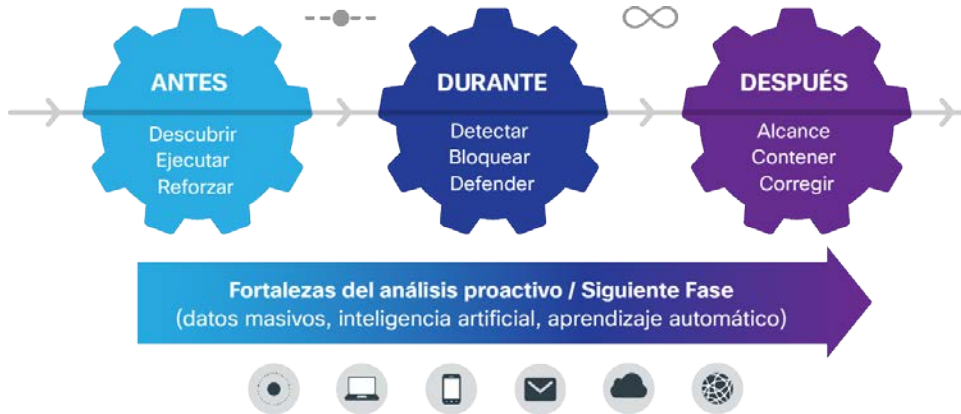 ANTES
Descubrir
Ejecutar
Reforzar
DURANTE
Detectar
Bloquear
Defender
DESPUÉS
Alcance
Contener
Corregir
Fortalezas del análisis proactivo / Siguiente Fase
(datos masivos, inteligencia artificial, aprendizaje automático)